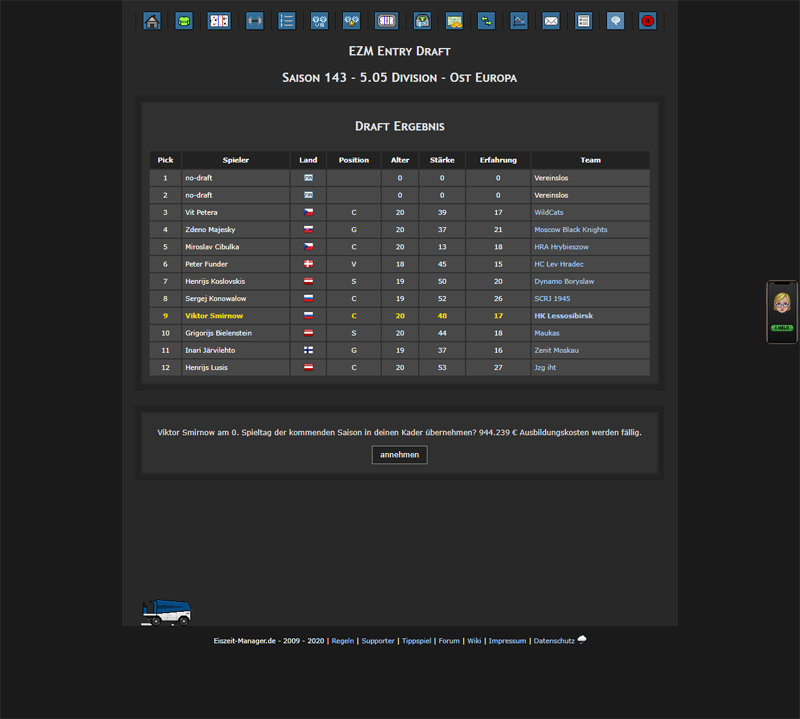 EZM Entry Draft
Saison 143 - 5.05 Division - Ost Europa
Draft Ergebnis
Pick Spieler Land Position Alter Stärke Erfahrung Team
1 no-draft 0 0 0 Vereinslos
2 no-draft 0 0 0 Vereinslos
3 Vit Petera C 20 39 17 WildCats
4 Zdeno Majesky G 20 37 21 Moscow Black Knights
5 Miroslav Cibulka C 20 13 18 HRA Hrybieszow
6 Peter Funder V 18 45 15 HC Lev Hradec
7 Henrijs Koslovskis S 19 50 20 Dynamo Boryslaw
8 Sergej Konowalow C 19 52 26 SCRJ 1945
9 Viktor Smirnow C 20 48 17 HK Lessosibirsk
10 Grigorijs Bielenstein S 20 44 18 Maukas
11 Inari Järvilehto G 19 37 16 Zenit Moskau
12 Henrijs Lusis C 20 53 27 Jzg iht
Viktor Smirnow am 0. Spieltag der kommenden Saison in deinen Kader übernehmen? 944.239 € Ausbildungskosten werden fällig.
annehmen
Eiszeit-Manager.de - 2009 - 2020 | Regeln | Supporter | Tippspiel | Forum | Wiki | Impressum | Datenschutz